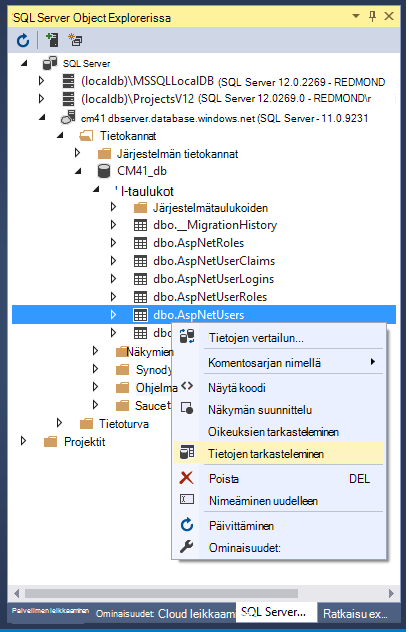 SQL Server Object Explorerissa
SQL Server
(localdb)\MSSQLLocalDB (SQL Server 12.0.2269 - REDMOND
(localdb)\ProjectsV12 (SQL Server 12.0269.0 - REDMOND\r
cm41 dbserver.database.windows.net (SQL Server - 11.0.9231
Tietokannat
Järjestelmän tietokannat
CM41_db
'I-taulukot
Järjestelmätaulukoiden
dbo.__MigrationHistory
dbo.AspNetRoles
dbo.AspNetUserClaims
dbo.AspNetUserLogins
dbo.AspNetUserRoles
dbo.AspNetUsers
dbo
Näkymien
Synody
Ohjelma
Saucet
Tietoturva
Projektit
Tietojen vertailun...
Komentosarjan nimellä
Näytä koodi
Näkymän suunnittelu
Oikeuksien tarkasteleminen
Tietojen tarkasteleminen
Poista DEL
Nimeäminen uudelleen
Päivittäminen
Ominaisuudet:
Palvelimen leikkaaminen Ominaisuudet: Cloud leikkaam SQL Server... Ratkaisu ex...